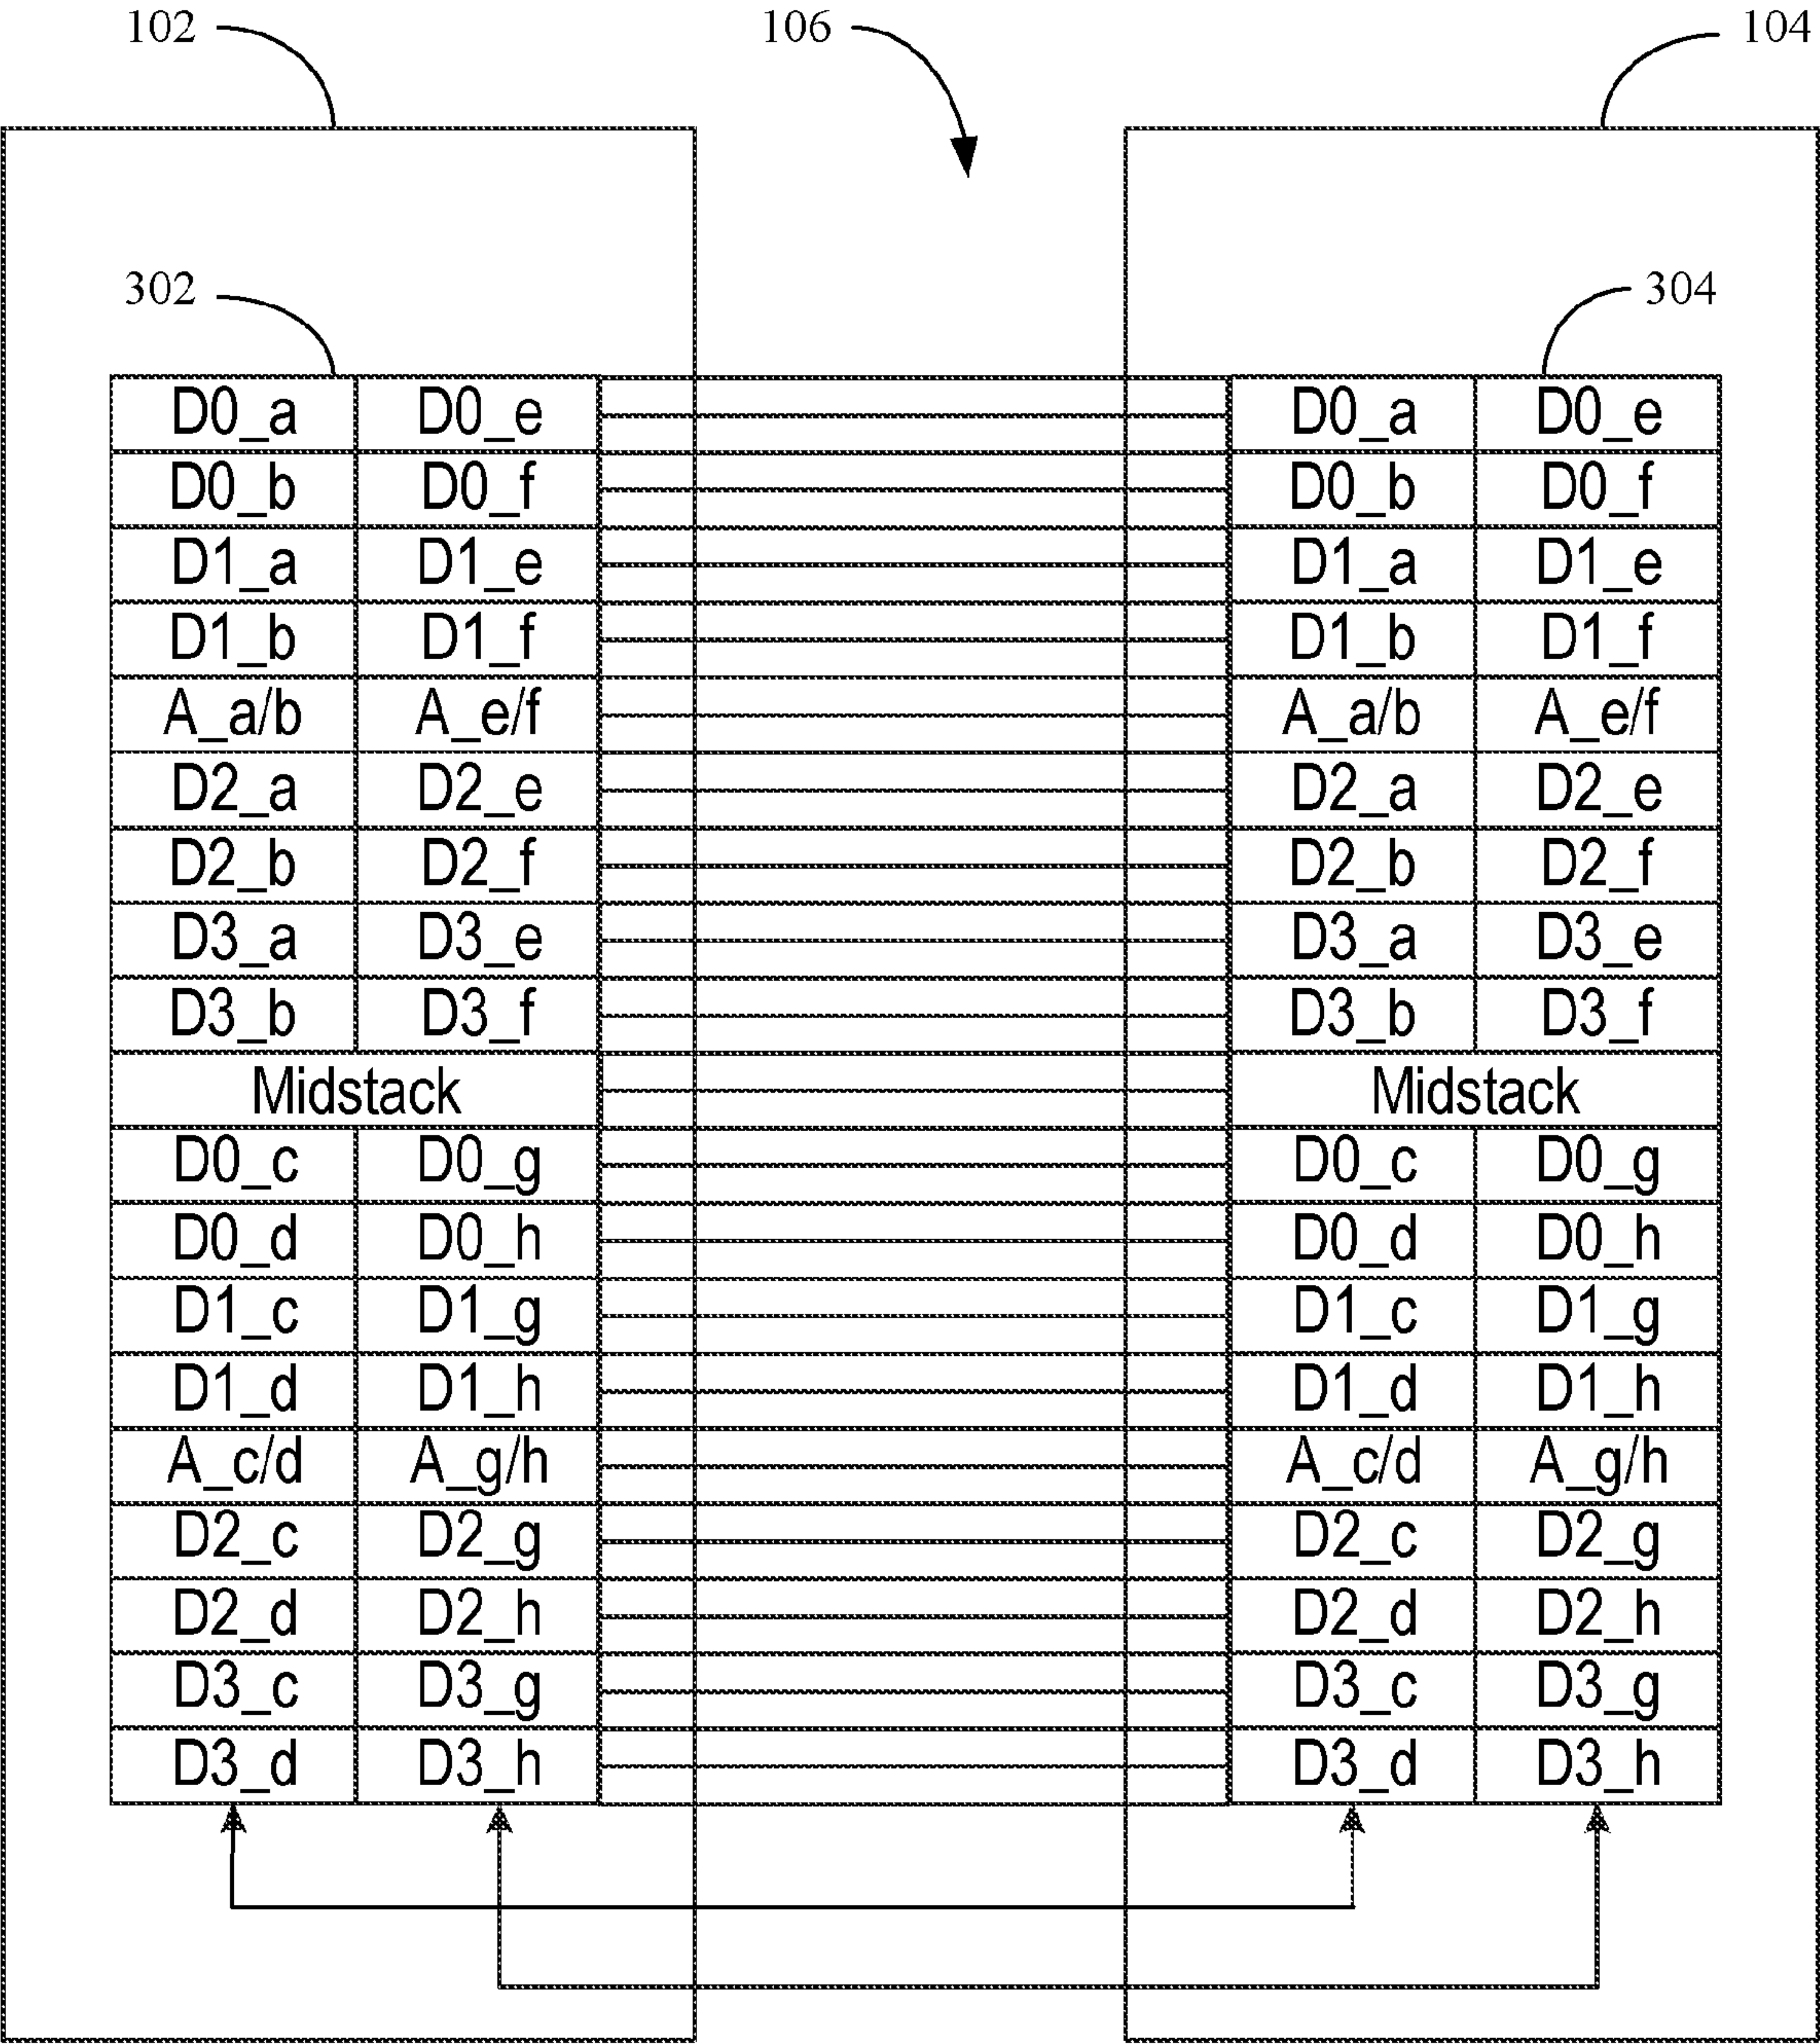 102 106 104
302 304
D0_a D0_e D0_a D0_e
D0_b D0_f D0_b D0_f
D1_a D1_e D1_a D1_e
D1_b D1_f D1_b D1_f
A_a/b A_e/f A_a/b A_e/f
D2_a D2_e D2_a D2_e
D2_b D2_f D2_b D2_f
D3_a D3_e D3_a D3_e
D3_b D3_f D3_b D3_f
Midstack Midstack
D0_c D0_g D0_c D0_g
D0_d D0_h D0_d D0_h
D1_c D1_g D1_c D1_g
D1_d D1_h D1_d D1_h
A_c/d A_g/h A_c/d A_g/h
D2_c D2_g D2_c D2_g
D2_d D2_h D2_d D2_h
D3_c D3_g D3_c D3_g
D3_d D3_h D3_d D3_h